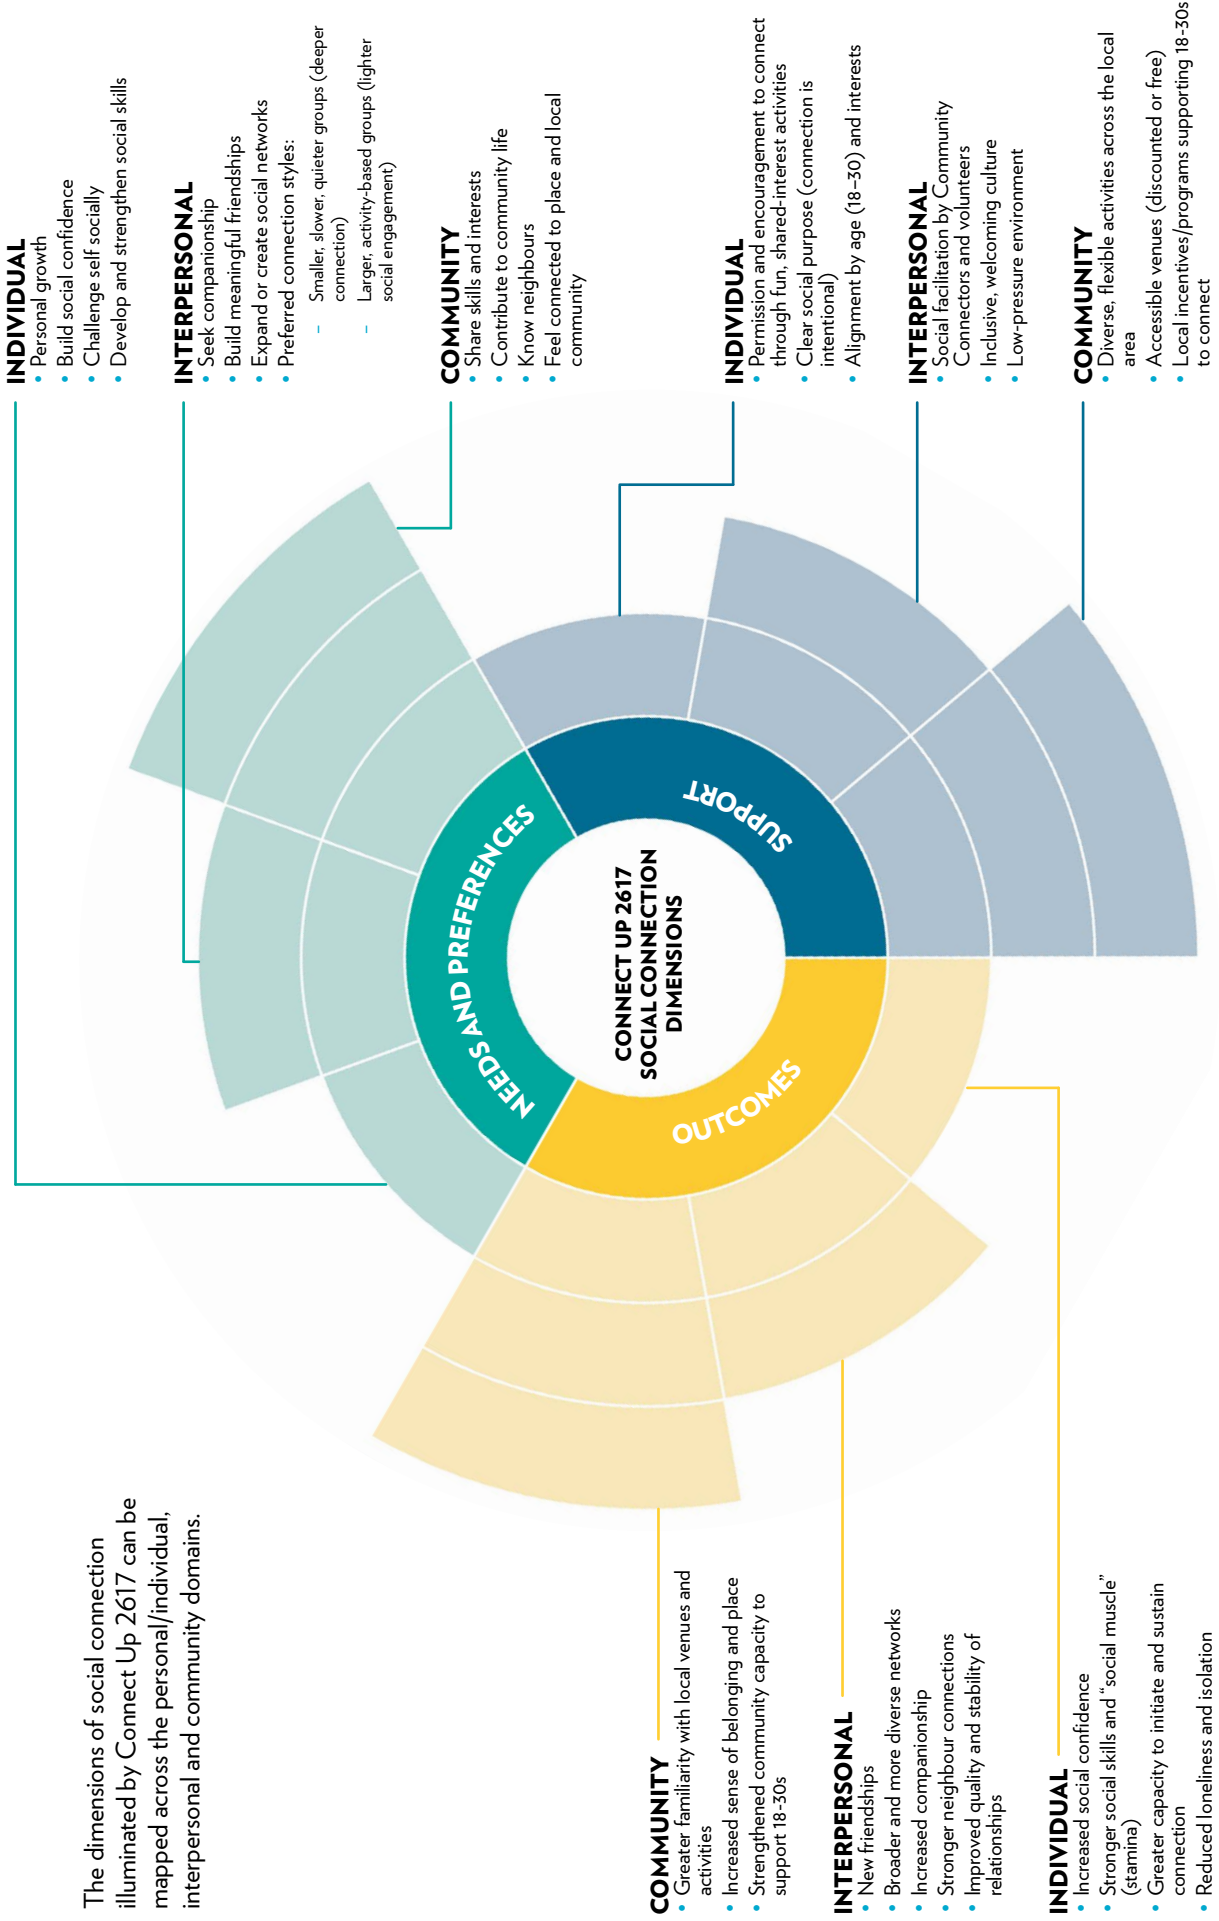 The dimensions of social connection
illuminated by Connect Up 2617 can be
mapped across the personal/individual,
interpersonal and community domains.
CONNECT UP 2617
SOCIAL CONNECTION
DIMENSIONS
NEEDS AND PREFERENCES
SUPPORT
OUTCOMES
INDIVIDUAL
• Personal growth
• Build social confidence
• Challenge self socially
• Develop and strengthen social skills
INTERPERSONAL
• Seek companionship
• Build meaningful friendships
• Expand or create social networks
• Preferred connection styles:
– Smaller, slower, quieter groups (deeper
connection)
– Larger, activity-based groups (lighter
social engagement)
COMMUNITY
• Share skills and interests
• Contribute to community life
• Know neighbours
• Feel connected to place and local
community
INDIVIDUAL
• Permission and encouragement to connect
through fun, shared-interest activities
• Clear social purpose (connection is
intentional)
• Alignment by age (18–30) and interests
INTERPERSONAL
• Social facilitation by Community
Connectors and volunteers
• Inclusive, welcoming culture
• Low-pressure environment
COMMUNITY
• Diverse, flexible activities across the local
area
• Accessible venues (discounted or free)
• Local incentives/programs supporting 18-30s
to connect
COMMUNITY
• Greater familiarity with local venues and
activities
• Increased sense of belonging and place
• Strengthened community capacity to
support 18-30s
INTERPERSONAL
• New friendships
• Broader and more diverse networks
• Increased companionship
• Stronger neighbour connections
• Improved quality and stability of
relationships
INDIVIDUAL
• Increased social confidence
• Stronger social skills and “social muscle”
(stamina)
• Greater capacity to initiate and sustain
connection
• Reduced loneliness and isolation